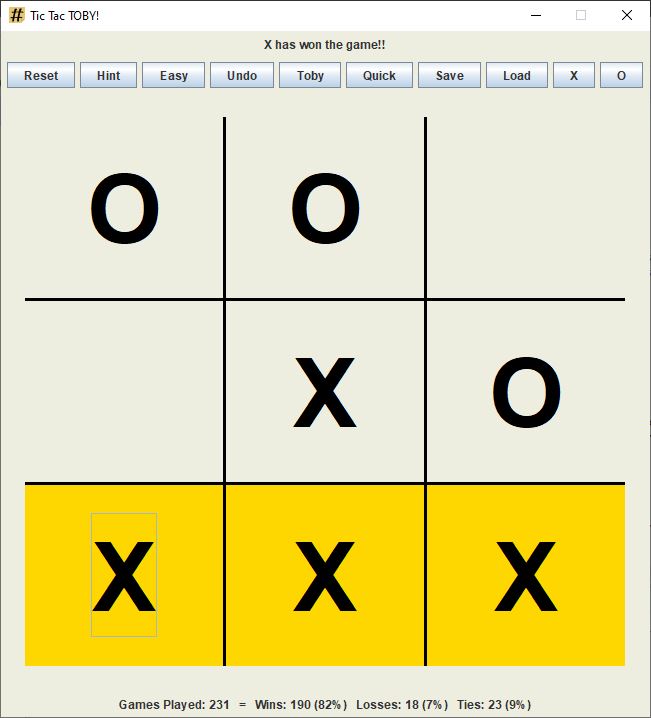 # Tic Tac TOBY!
X has won the game!!
Reset Hint Easy Undo Toby Quick Save Load X O
O O
X O
X X X
Games Played: 231 = Wins: 190 (82%) Losses: 18 (7%) Ties: 23 (9%)